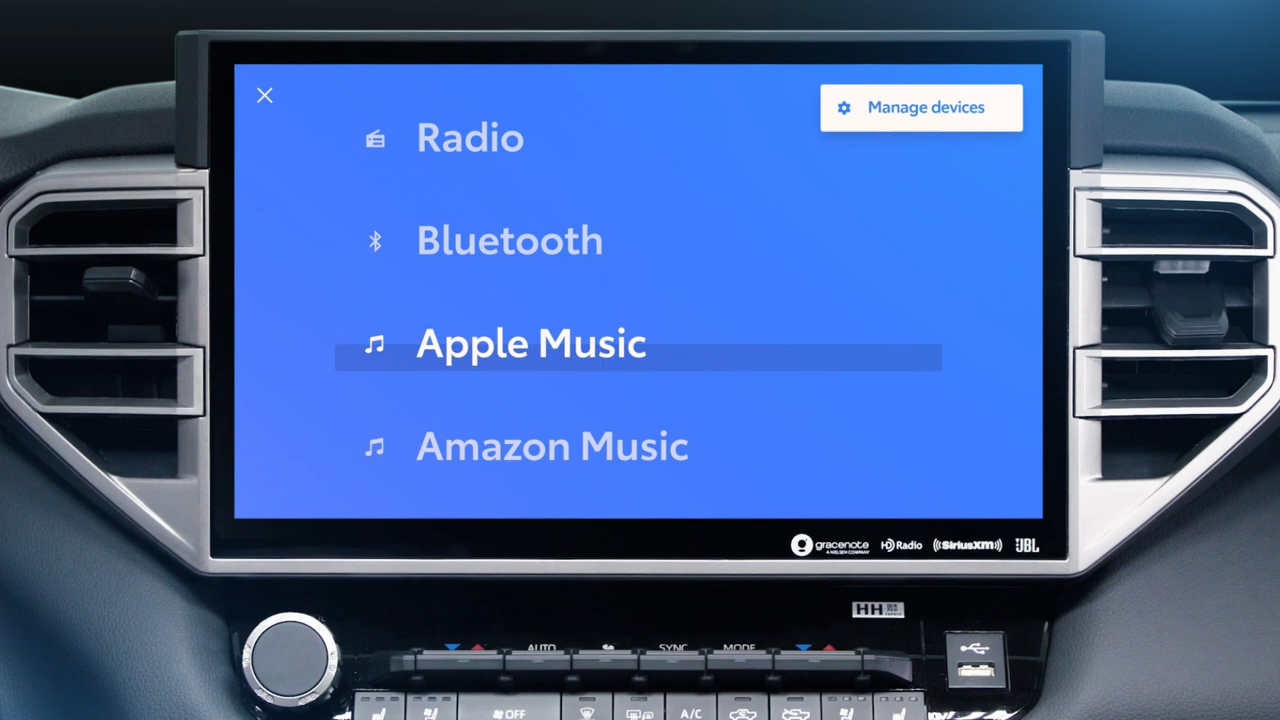 Manage devices
Radio
Bluetooth
Apple Music
Amazon Music
gracenote
A NIELSEN COMPANY
HD Radio
((SiriusXM))
JBL
HH
AUTO
SYNC
MODE
OFF
A/C